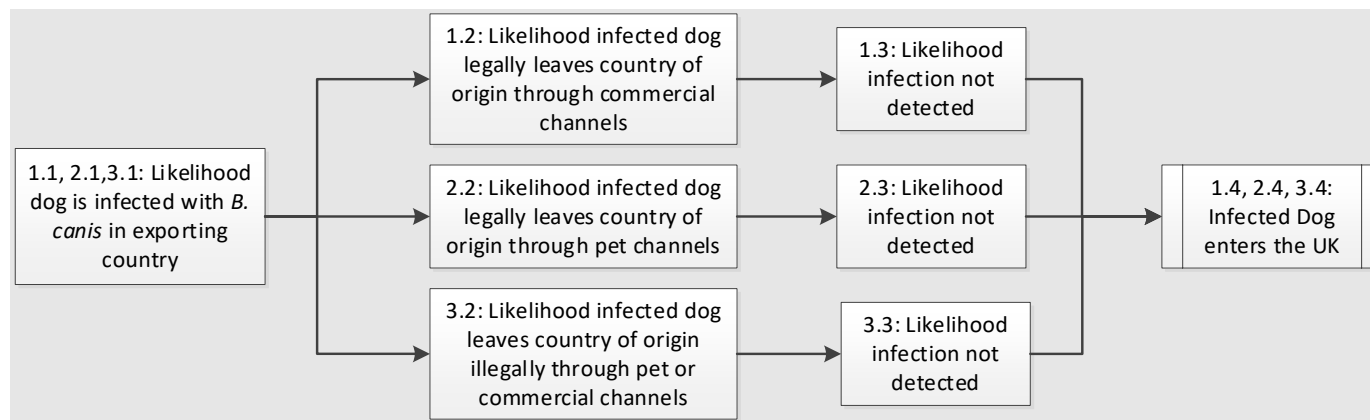 1.1, 2.1,3.1: Likelihood
dog is infected with B.
canis in exporting
country
1.2: Likelihood infected dog
legally leaves country of
origin through commercial
channels
1.3: Likelihood
infection not
detected
2.2: Likelihood infected dog
legally leaves country of
origin through pet channels
2.3: Likelihood
infection not
detected
3.2: Likelihood infected dog
leaves country of origin
illegally through pet or
commercial channels
3.3: Likelihood
infection not
detected
1.4, 2.4, 3.4:
Infected Dog
enters the UK